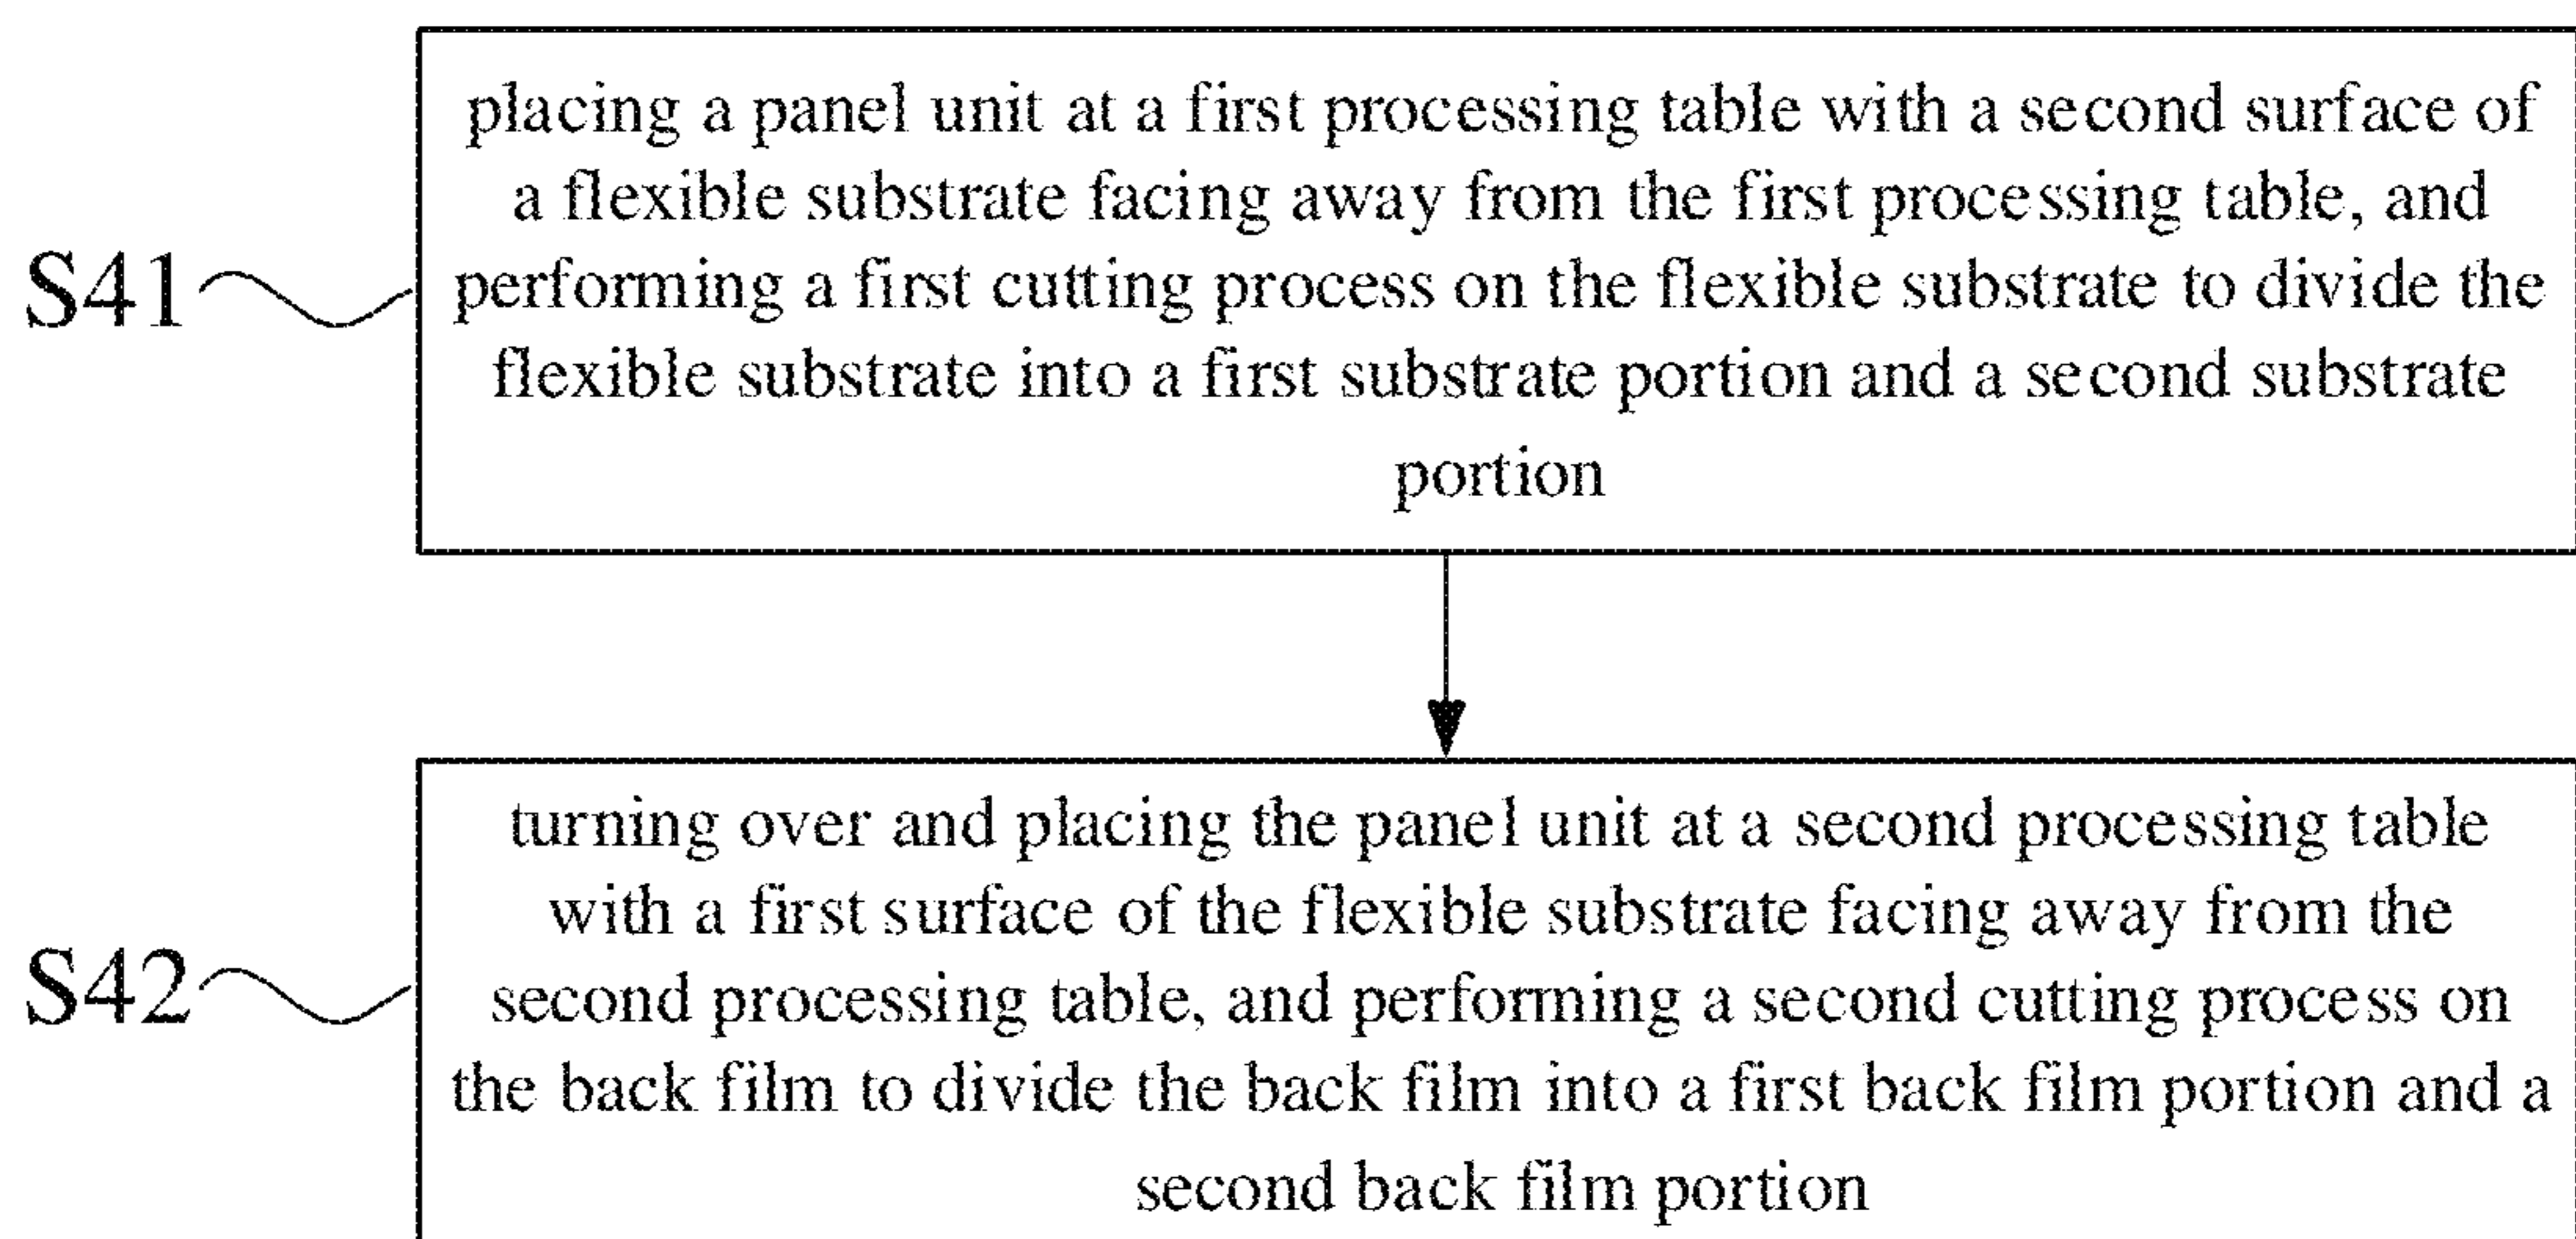 placing a panel unit at a first processing table with a second surface of
a flexible substrate facing away from the first processing table, and
S41
performing a first cutting process on the flexible substrate to divide the
flexible substrate into a first substrate portion and a second substrate
portion
turning over and placing the panel unit at a second processing table
with a first surface of the flexible substrate facing away from the
S42
second processing table, and performing a second cutting process on
the back film to divide the back film into a first back film portion and a
second back film portion